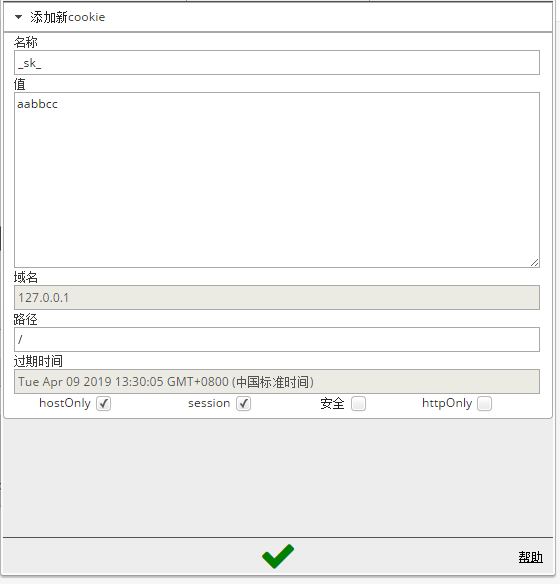 添加新cookie
名称
_sk_
值
aabbcc
域名
127.0.0.1
路径
/
过期时间
Tue Apr 09 2019 13:30:05 GMT+0800 (中国标准时间)
hostOnly session 安全 httpOnly
帮助